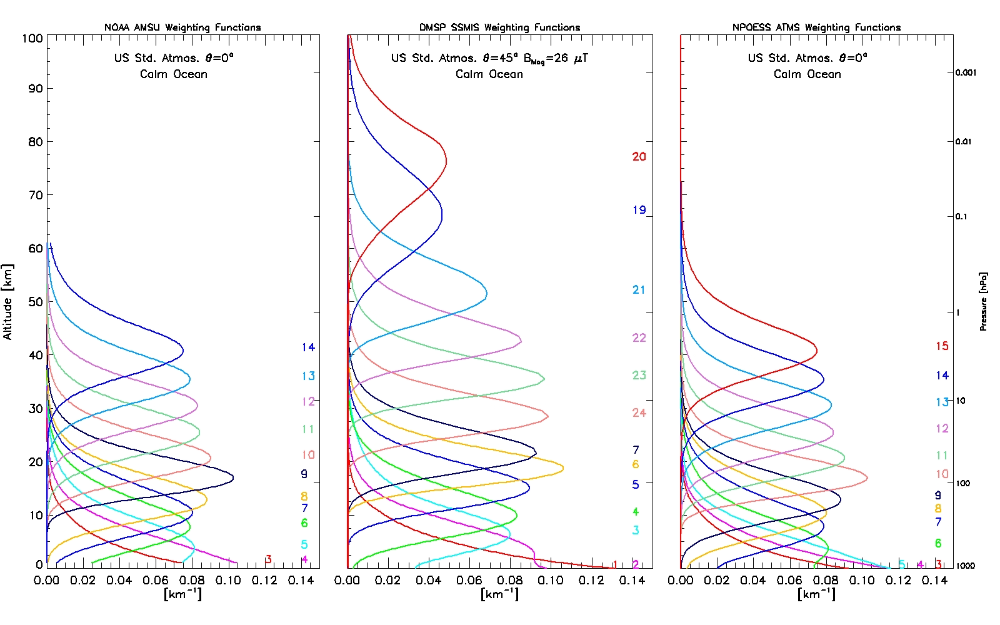 NOAA AMSU Weighting Functions
US Std. Atmos. θ=0°
Calm Ocean
Altitude [km]
100
90
80
70
60
50
40
30
20
10
0
14
13
12
11
10
9
8
7
6
5
4
3
0.00 0.02 0.04 0.06 0.08 0.10 0.12 0.14
[km⁻¹]
DMSP SSMIS Weighting Functions
US Std. Atmos. θ=45° B_Mag=26 μT
Calm Ocean
20
19
21
22
23
24
7
6
5
4
3
1 2
0.00 0.02 0.04 0.06 0.08 0.10 0.12 0.14
[km⁻¹]
NPOESS ATMS Weighting Functions
US Std. Atmos. θ=0°
Calm Ocean
15
14
13
12
11
10
9
8
7
6
5 4 3
0.00 0.02 0.04 0.06 0.08 0.10 0.12 0.14
[km⁻¹]
0.001
0.01
0.1
1
10
100
1000
Pressure [hPa]